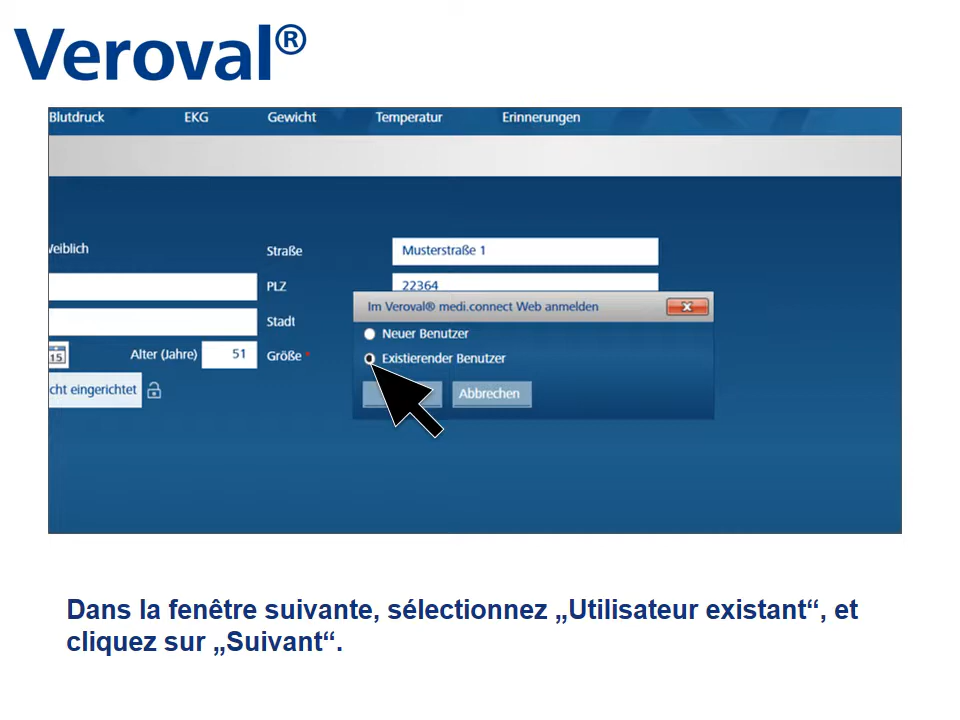 Veroval®
Blutdruck EKG Gewicht Temperatur Erinnerungen
Weiblich Straße Musterstraße 1
PLZ 22364
Im Veroval® medi.connect Web anmelden
Neuer Benutzer
Stadt
Existierender Benutzer
15 Alter (Jahre) 51 Größe *
cht eingerichtet
Abbrechen
Dans la fenêtre suivante, sélectionnez „Utilisateur existant“, et
cliquez sur „Suivant“.